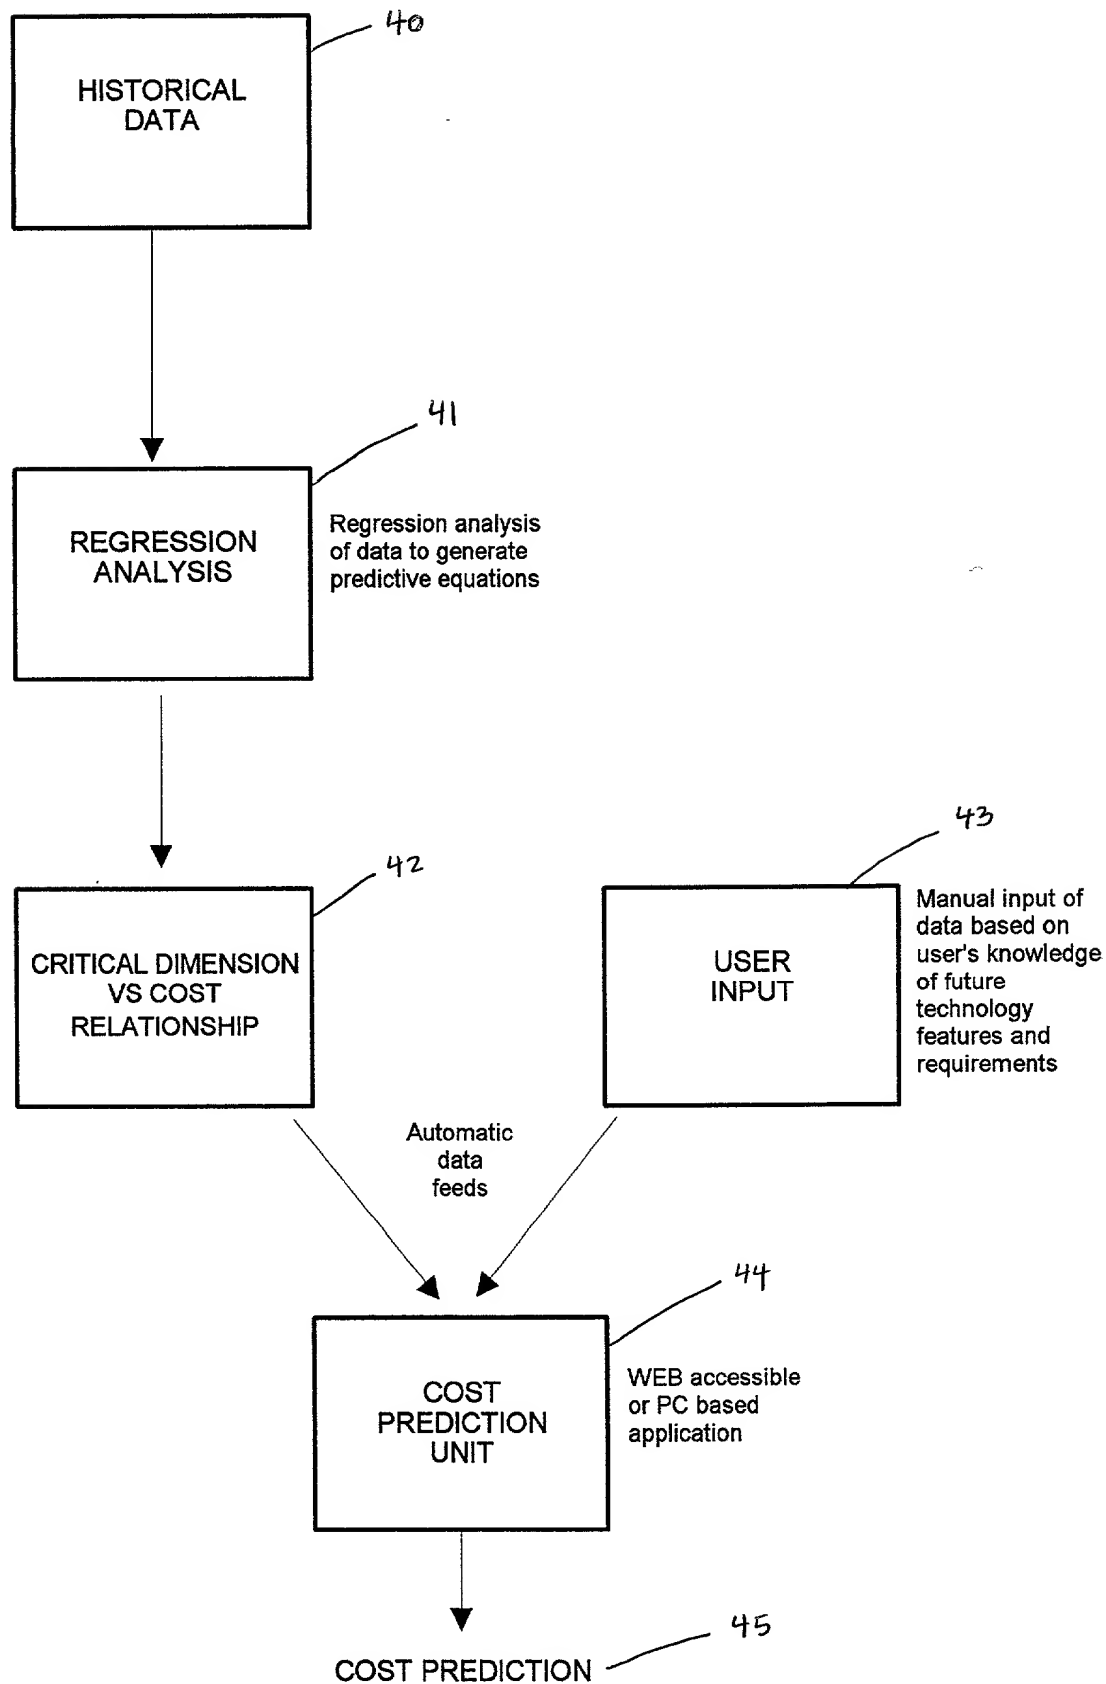 40
HISTORICAL
DATA
41
REGRESSION
ANALYSIS
Regression analysis
of data to generate
predictive equations
42
CRITICAL DIMENSION
VS COST
RELATIONSHIP
43
USER
INPUT
Manual input of
data based on
user's knowledge
of future
technology
features and
requirements
Automatic
data
feeds
44
COST
PREDICTION
UNIT
WEB accessible
or PC based
application
45
COST PREDICTION